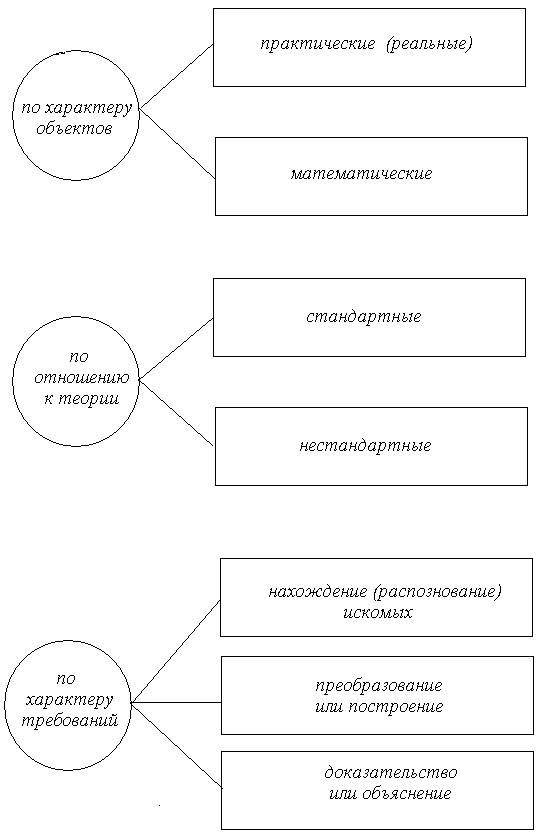 по характеру
объектов
практические (реальные)
математические
по
отношению
к теории
стандартные
нестандартные
по
характеру
требований
нахождение (распознование)
искомых
преобразование
или построение
доказательство
или объяснение